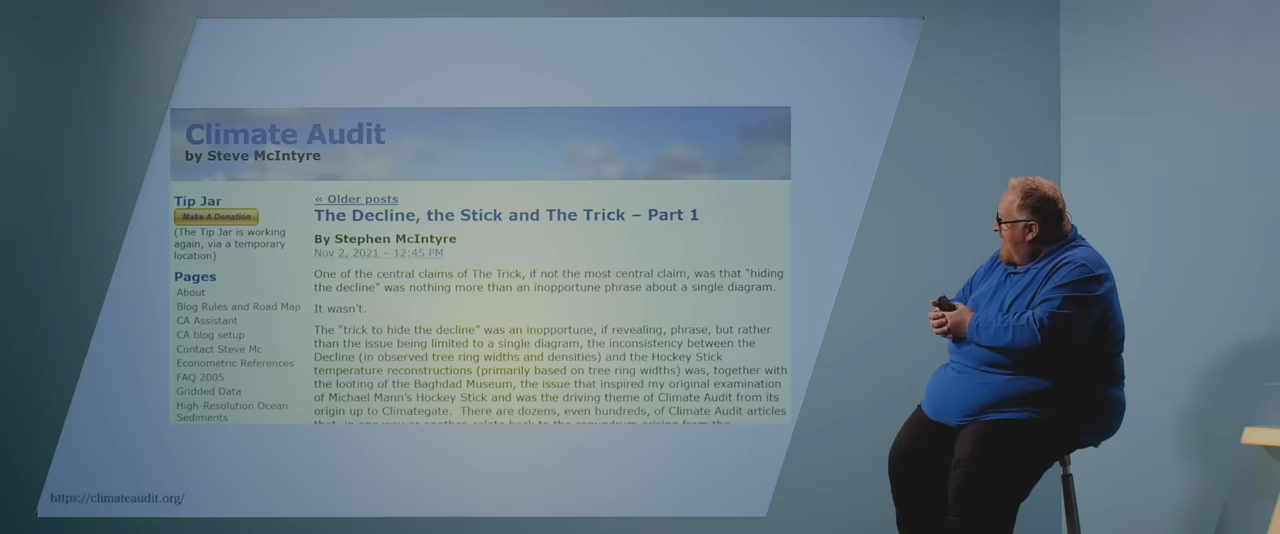 Climate Audit
by Steve McIntyre
Tip Jar
Make A Donation
(The Tip Jar is working
again, via a temporary
location)
Pages
About
Blog Rules and Road Map
CA Assistant
CA blog setup
Contact Steve Mc
Econometric References
FAQ 2005
Gridded Data
High-Resolution Ocean
Sediments
« Older posts
The Decline, the Stick and The Trick – Part 1
By Stephen McIntyre
Nov 2, 2021 – 12:45 PM
One of the central claims of The Trick, if not the most central claim, was that “hiding
the decline” was nothing more than an inopportune phrase about a single diagram.
It wasn’t.
The “trick to hide the decline” was an inopportune, if revealing, phrase, but rather
than the issue being limited to a single diagram, the inconsistency between the
Decline (in observed tree ring widths and densities) and the Hockey Stick
temperature reconstructions (primarily based on tree ring widths) was, together with
the looting of the Baghdad Museum, the issue that inspired my original examination
of Michael Mann’s Hockey Stick and was the driving theme of Climate Audit from its
origin up to Climategate.  There are dozens, even hundreds, of Climate Audit articles
https://climateaudit.org/